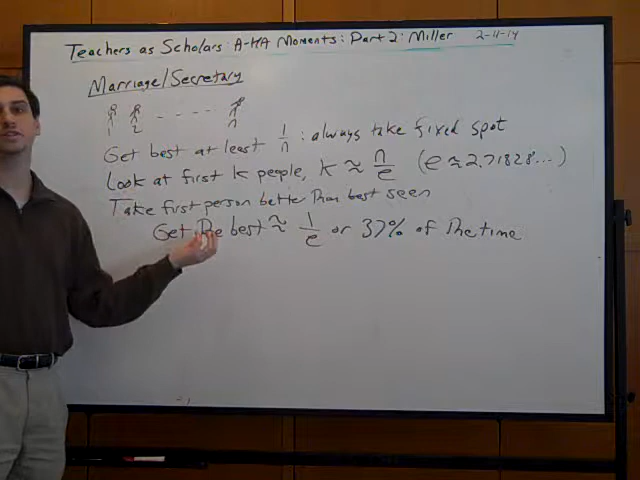 Teachers as Scholars: A-HA Moments: Part 2: Miller 2-11-14
Marriage/Secretary
1 2 - - - - - n
Get best at least 1/n : always take fixed spot
Look at first k people, k ≈ n/e (e ≈ 2.71828...)
Take first person better than best seen
Get the best ≈ 1/e or 37% of the time